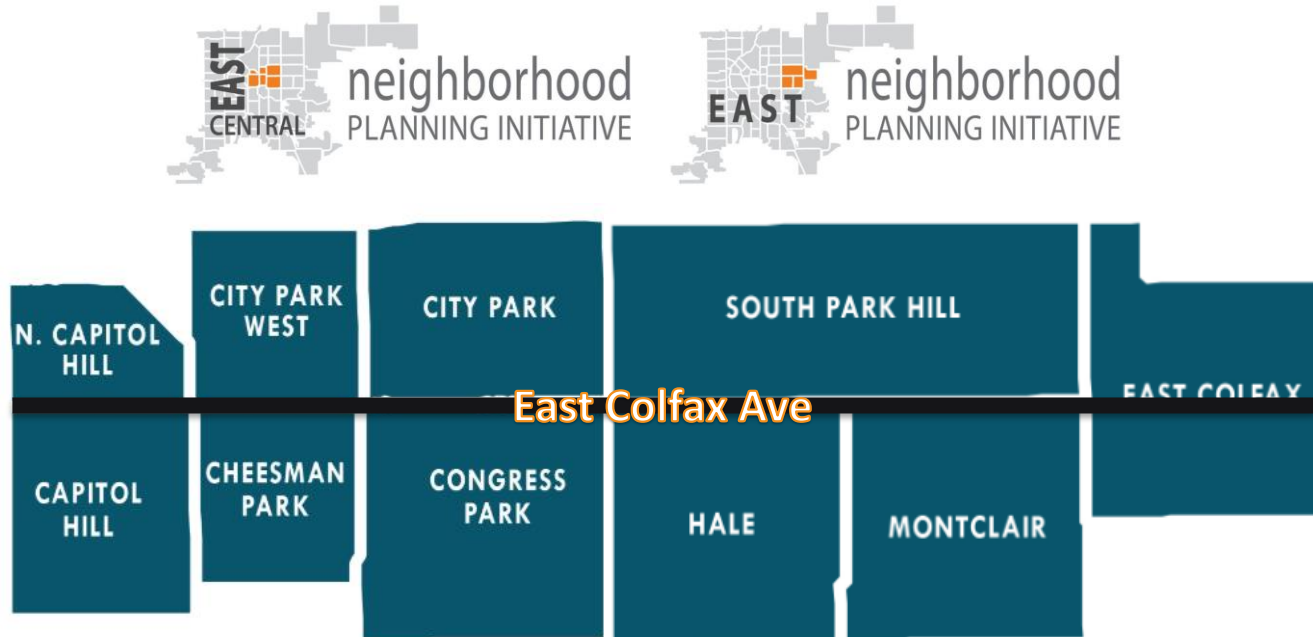 EAST
CENTRAL
neighborhood
PLANNING INITIATIVE
EAST
neighborhood
PLANNING INITIATIVE
N. CAPITOL
HILL
CITY PARK
WEST
CITY PARK
SOUTH PARK HILL
EAST COLFAX
East Colfax Ave
CAPITOL
HILL
CHEESMAN
PARK
CONGRESS
PARK
HALE
MONTCLAIR